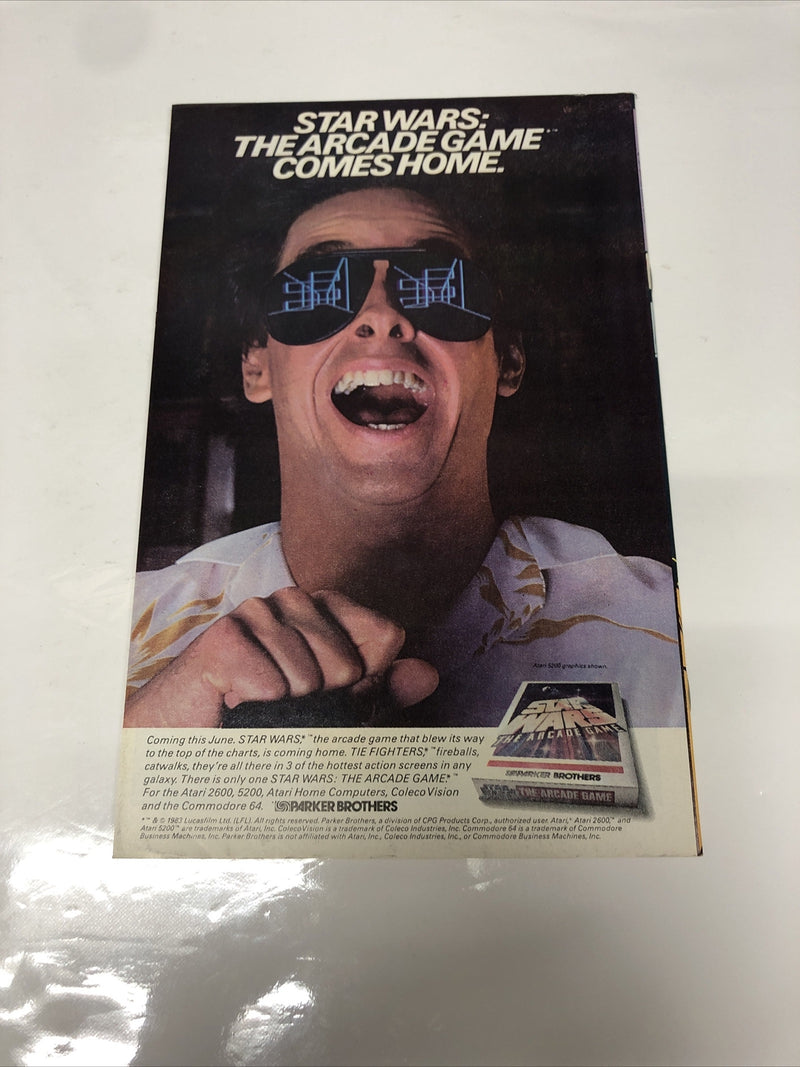 STAR WARS:
THE ARCADE GAME™
COMES HOME.
Atari 5200 graphics shown.
Coming this June. STAR WARS,*™ the arcade game that blew its way
to the top of the charts, is coming home. TIE FIGHTERS,*™ fireballs,
catwalks, they're all there in 3 of the hottest action screens in any
galaxy. There is only one STAR WARS: THE ARCADE GAME.*™
For the Atari 2600, 5200, Atari Home Computers, ColecoVision
and the Commodore 64. PARKER BROTHERS
STAR
WARS
THE ARCADE GAME
PARKER BROTHERS
THE ARCADE GAME
*™ & © 1983 Lucasfilm Ltd. (LFL). All rights reserved. Parker Brothers, a division of CPG Products Corp., authorized user. Atari,® Atari 2600,™ and
Atari 5200™ are trademarks of Atari, Inc. ColecoVision is a trademark of Coleco Industries, Inc. Commodore 64 is a trademark of Commodore
Business Machines, Inc. Parker Brothers is not affiliated with Atari, Inc., Coleco Industries, Inc., or Commodore Business Machines, Inc.